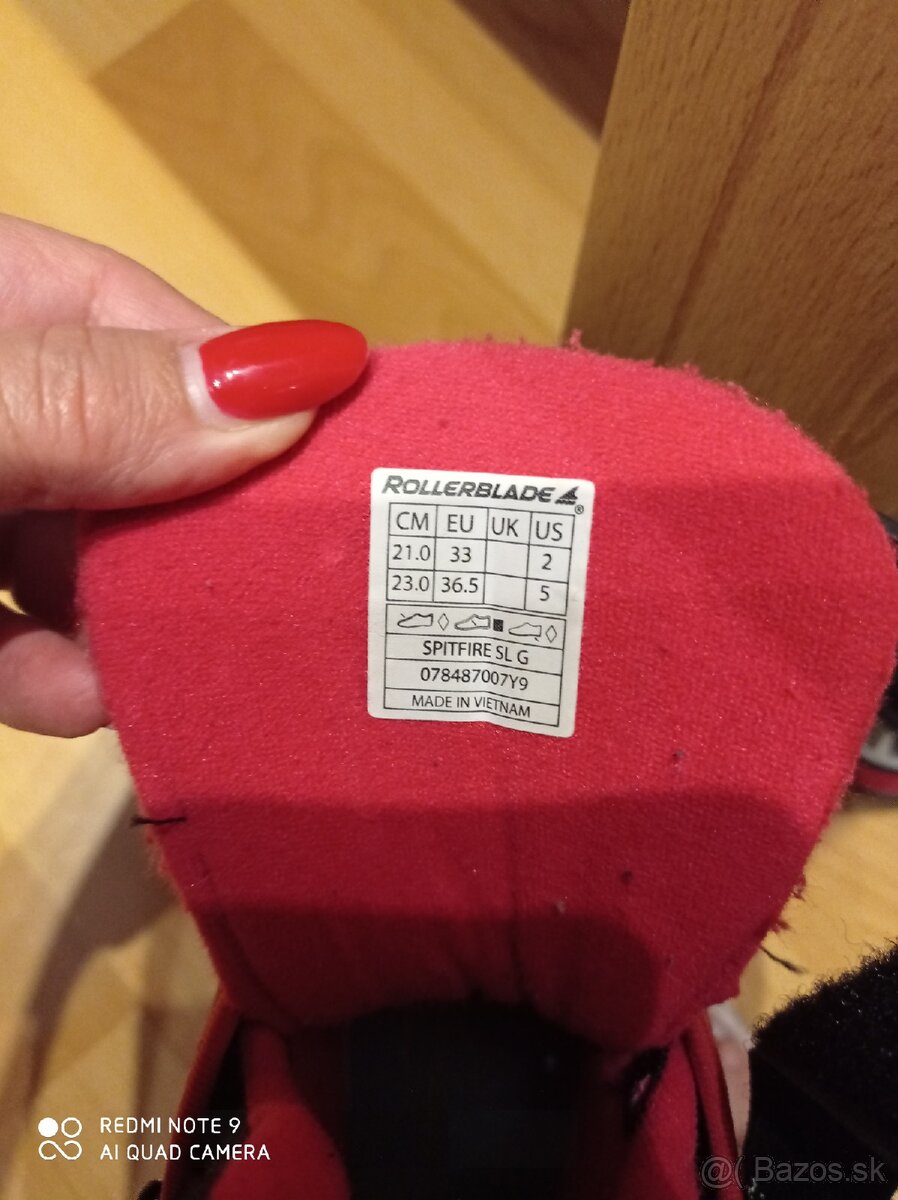 ROLLERBLADE ®
CM EU UK US
21.0 33 2
23.0 36.5 5
SPITFIRE SL G
078487007Y9
MADE IN VIETNAM
REDMI NOTE 9
AI QUAD CAMERA
@( Bazos.sk